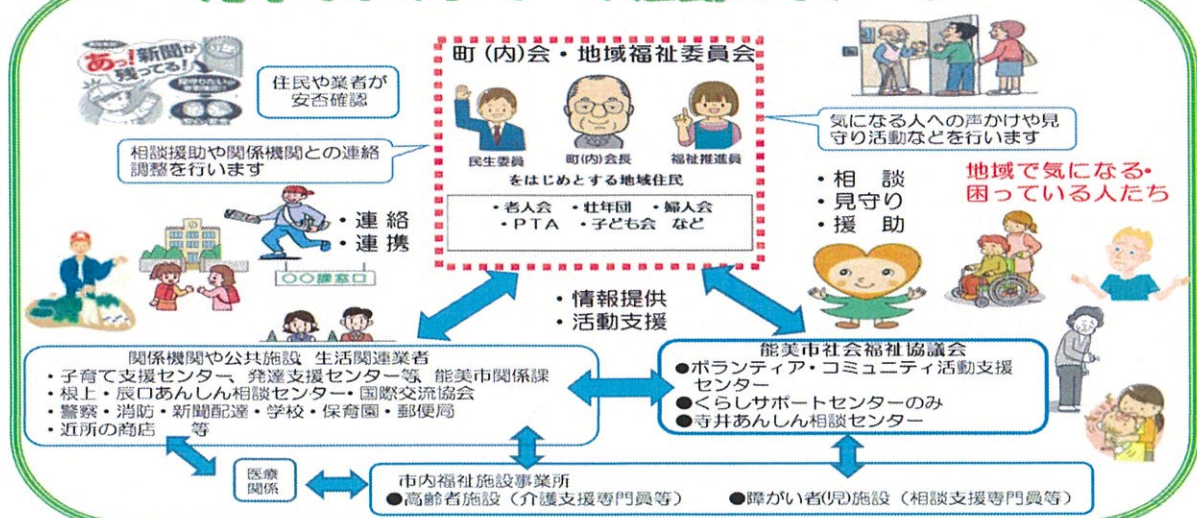 あっ!新聞が
残ってる!
住民や業者が
安否確認
町(内)会・地域福祉委員会
民生委員
町(内)会長
福祉推進員
をはじめとする地域住民
・老人会 ・壮年団 ・婦人会
・PTA ・子ども会 など
気になる人への声かけや見
守り活動などを行います
相談援助や関係機関との連絡
調整を行います
・連絡
・連携
〇〇課窓口
・相 談
・見守り
・援 助
地域で気になる・
困っている人たち
・情報提供
・活動支援
関係機関や公共施設 生活関連業者
・子育て支援センター、発達支援センター等、能美市関係課
・根上・辰口あんしん相談センター・国際交流協会
・警察・消防・新聞配達・学校・保育園・郵便局
・近所の商店 等
能美市社会福祉協議会
●ボランティア・コミュニティ活動支援
センター
●くらしサポートセンターのみ
●寺井あんしん相談センター
医療
関係
市内福祉施設事業所
●高齢者施設(介護支援専門員等) ●障がい者(児)施設(相談支援専門員等)